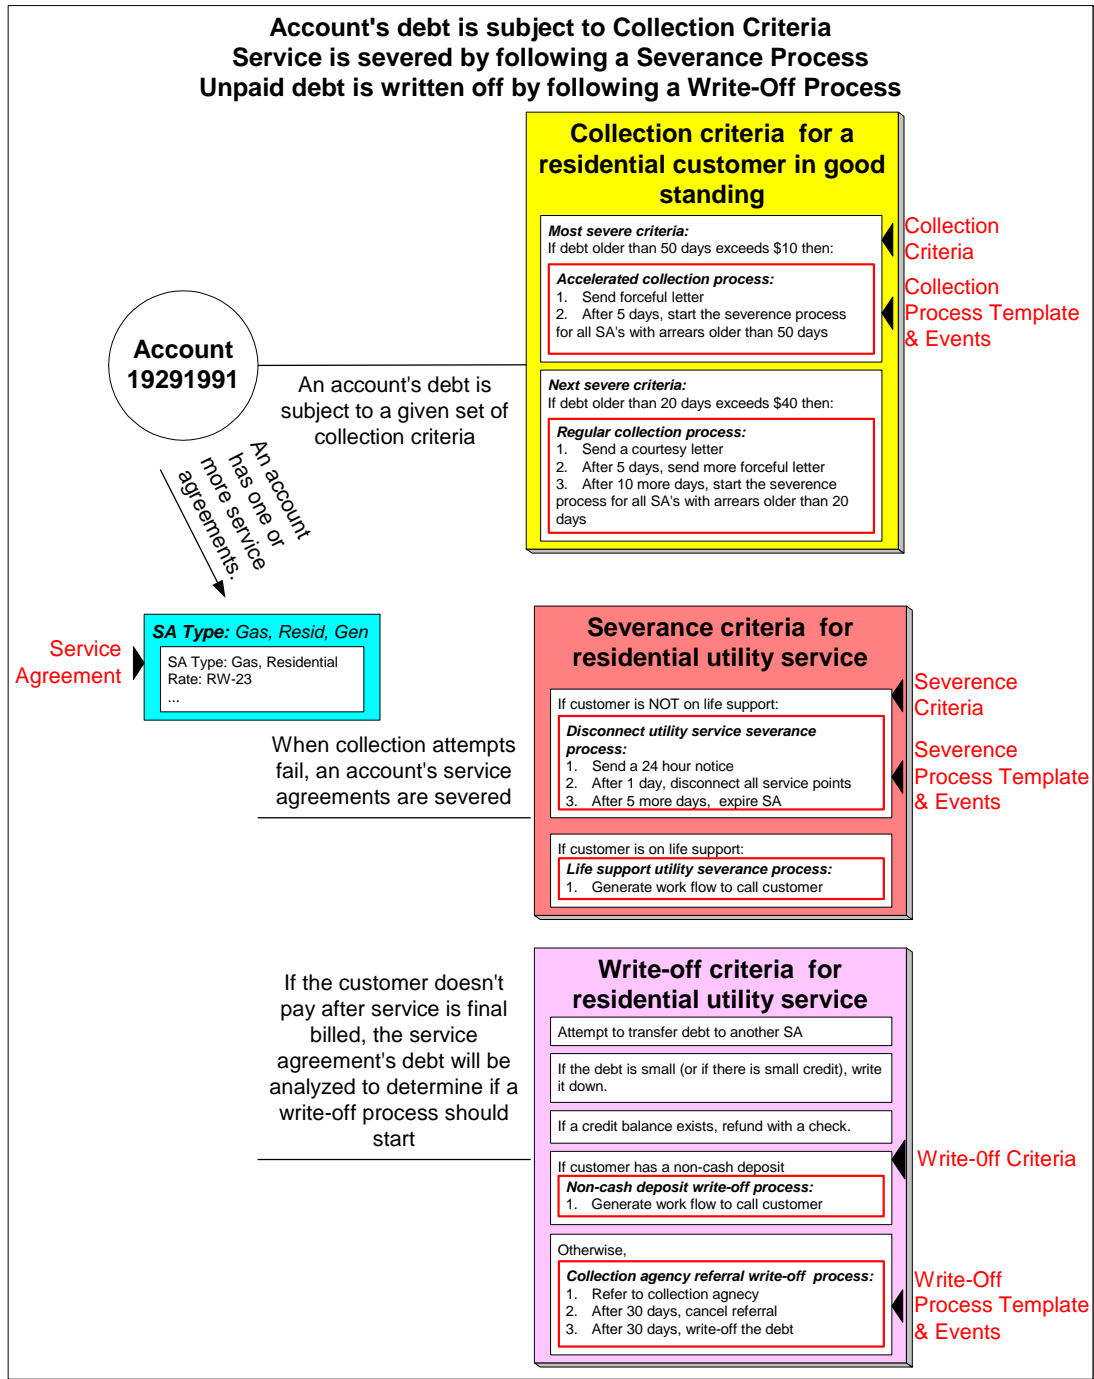 Account's debt is subject to Collection Criteria
Service is severed by following a Severance Process
Unpaid debt is written off by following a Write-Off Process
Collection criteria for a
residential customer in good
standing
Most severe criteria:
If debt older than 50 days exceeds $10 then:
Accelerated collection process:
1. Send forceful letter
2. After 5 days, start the severence process
for all SA's with arrears older than 50 days
Collection
Criteria
Collection
Process Template
& Events
Account
19291991
An account's debt is
subject to a given set of
collection criteria
Next severe criteria:
If debt older than 20 days exceeds $40 then:
Regular collection process:
1. Send a courtesy letter
2. After 5 days, send more forceful letter
3. After 10 more days, start the severence
process for all SA's with arrears older than 20
days
An account
has one or
more service
agreements.
Service
Agreement
SA Type: Gas, Resid, Gen
SA Type: Gas, Residential
Rate: RW-23
...
When collection attempts
fail, an account's service
agreements are severed
Severance criteria for
residential utility service
If customer is NOT on life support:
Disconnect utility service severance
process:
1. Send a 24 hour notice
2. After 1 day, disconnect all service points
3. After 5 more days, expire SA
If customer is on life support:
Life support utility severance process:
1. Generate work flow to call customer
Severence
Criteria
Severence
Process Template
& Events
If the customer doesn't
pay after service is final
billed, the service
agreement's debt will be
analyzed to determine if a
write-off process should
start
Write-off criteria for
residential utility service
Attempt to transfer debt to another SA
If the debt is small (or if there is small credit), write
it down.
If a credit balance exists, refund with a check.
If customer has a non-cash deposit
Non-cash deposit write-off process:
1. Generate work flow to call customer
Otherwise,
Collection agency referral write-off process:
1. Refer to collection agnecy
2. After 30 days, cancel referral
3. After 30 days, write-off the debt
Write-0ff Criteria
Write-Off
Process Template
& Events